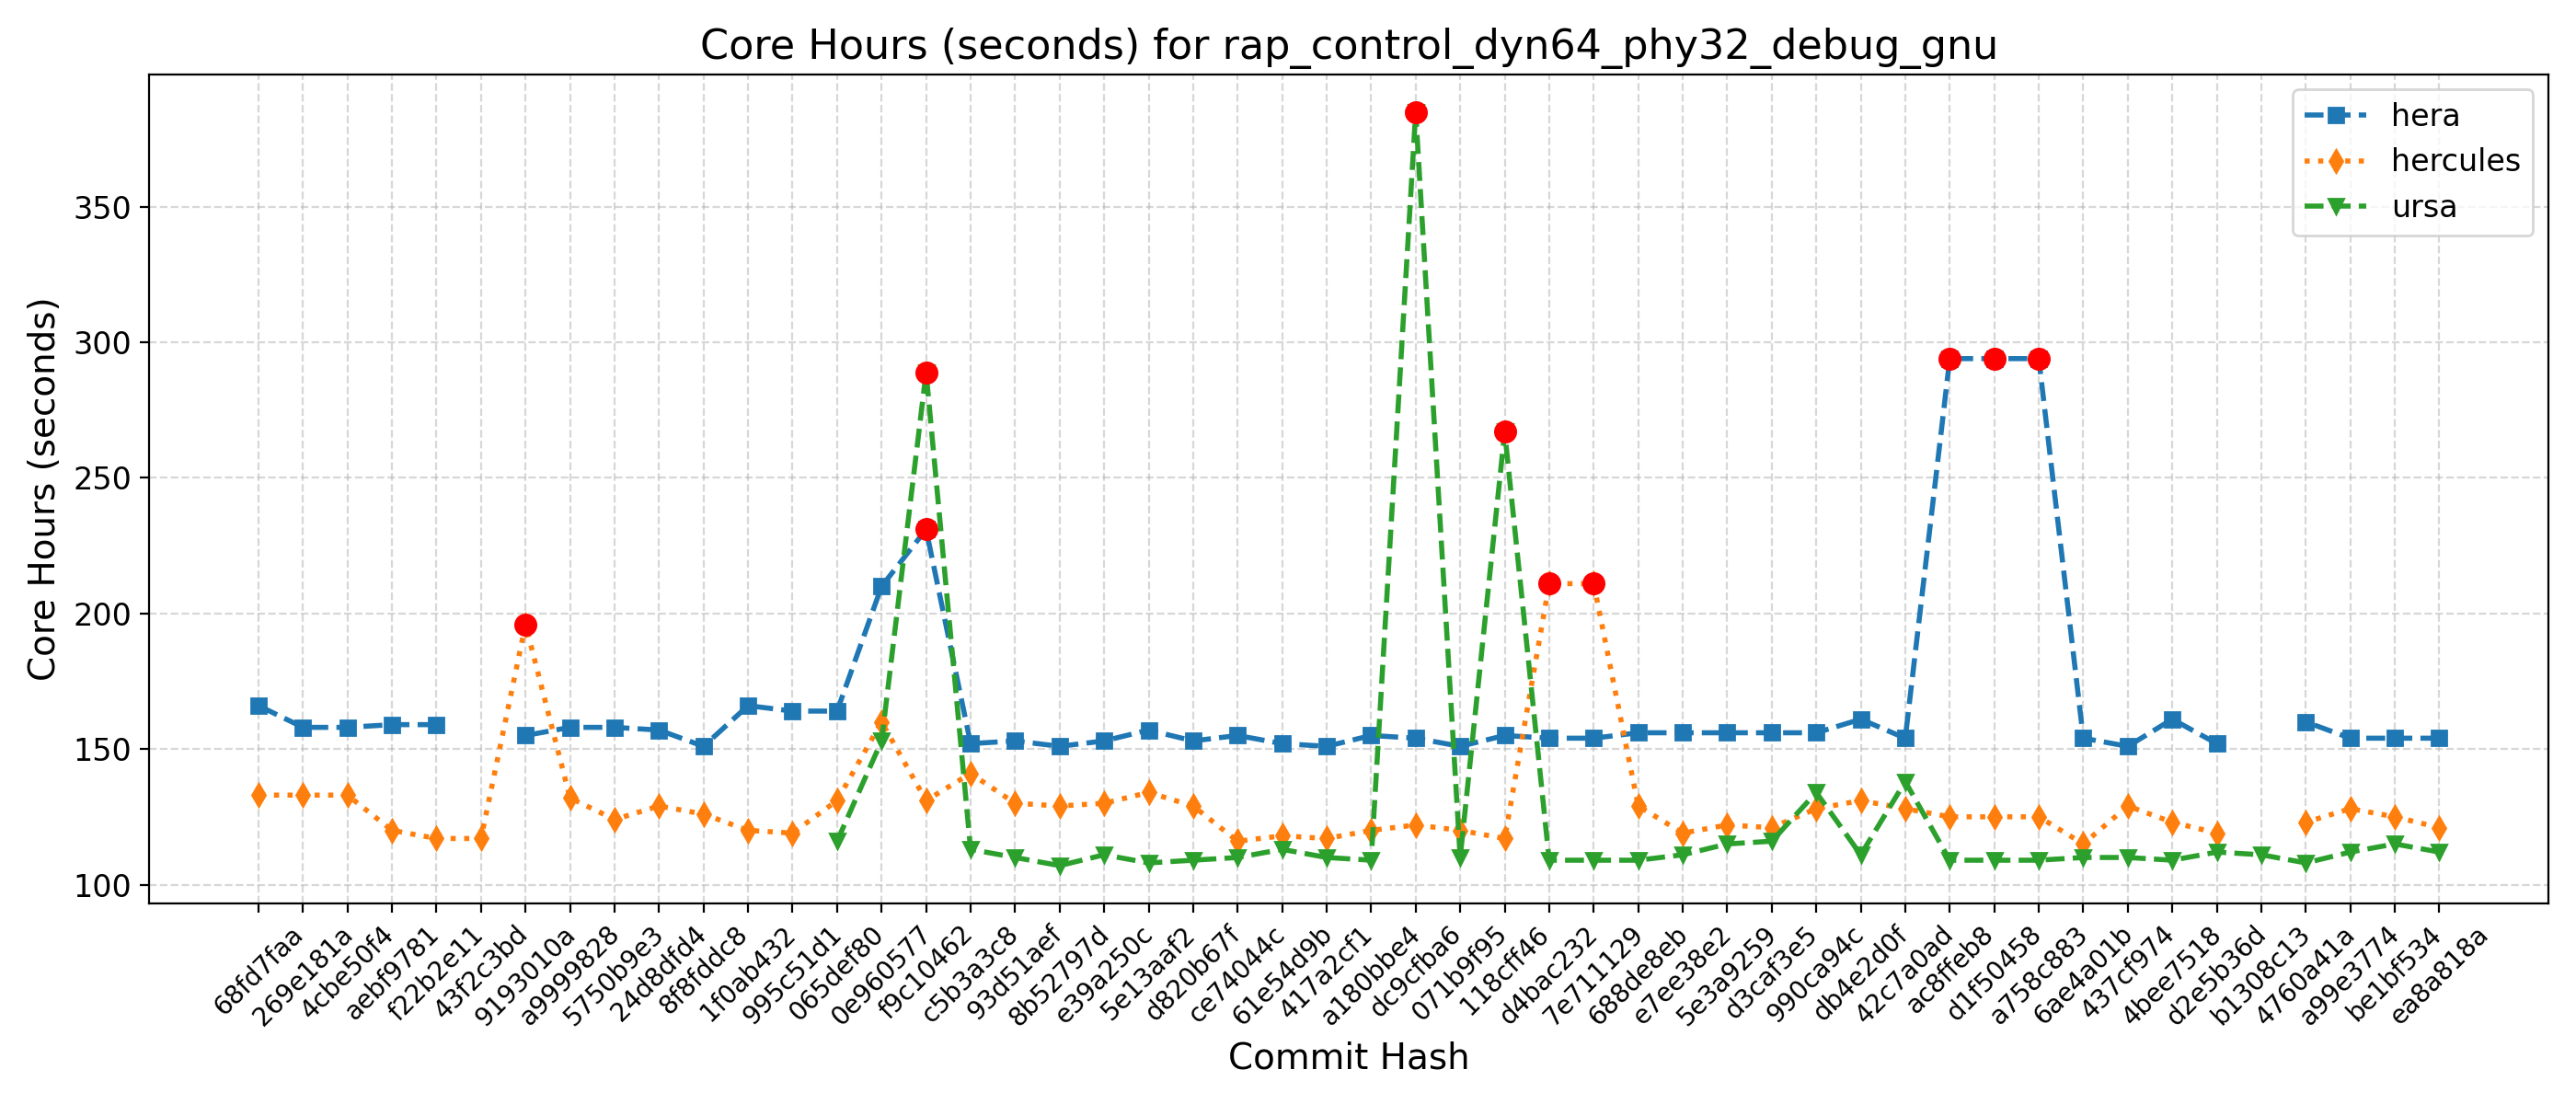 Core Hours (seconds) for rap_control_dyn64_phy32_debug_gnu
hera
hercules
ursa
Core Hours (seconds)
350
300
250
200
150
100
68fd7faa
269e181a
4cbe50f4
aebf9781
f22b2e11
43f2c3bd
9193010a
a9999828
5750b9e3
24d8dfd4
8f8fddc8
1f0ab432
995c51d1
065def80
0e960577
f9c10462
c5b3a3c8
93d51aef
8b52797d
e39a250c
5e13aaf2
d820b67f
ce74044c
61e54d9b
417a2cf1
a180bbe4
dc9cfba6
071b9f95
118cff46
d4bac232
7e711129
688de8eb
e7ee38e2
5e3a9259
d3caf3e5
990ca94c
db4e2d0f
42c7a0ad
ac8ffeb8
d1f50458
a758c883
6ae4a01b
437cf974
4bee7518
d2e5b36d
b1308c13
4760a41a
a99e3774
be1bf534
ea8a818a
Commit Hash